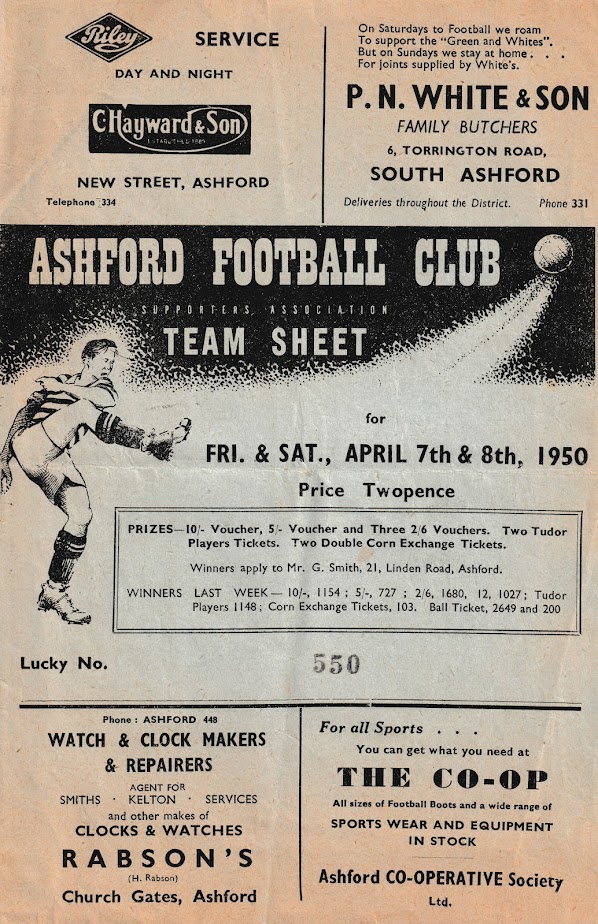 Riley
SERVICE
DAY AND NIGHT
C. Hayward & Son
ESTABLISHED
NEW STREET, ASHFORD
Telephone 334
On Saturdays to Football we roam
To support the "Green and Whites".
But on Sundays we stay at home . . .
For joints supplied by White's.
P. N. WHITE & SON
FAMILY BUTCHERS
6, TORRINGTON ROAD,
SOUTH ASHFORD
Deliveries throughout the District. Phone 331
ASHFORD FOOTBALL CLUB
SUPPORTERS ASSOCIATION
TEAM SHEET
for
FRI. & SAT., APRIL 7th & 8th, 1950
Price Twopence
PRIZES—10/- Voucher, 5/- Voucher and Three 2/6 Vouchers. Two Tudor
Players Tickets. Two Double Corn Exchange Tickets.
Winners apply to Mr. G. Smith, 21, Linden Road, Ashford.
WINNERS LAST WEEK — 10/-, 1154 ; 5/-, 727 ; 2/6, 1680, 12, 1027 ; Tudor
Players 1148 ; Corn Exchange Tickets, 103. Ball Ticket, 2649 and 200
Lucky No. 550
Phone : ASHFORD 448
WATCH & CLOCK MAKERS
& REPAIRERS
AGENT FOR
SMITHS · KELTON · SERVICES
and other makes of
CLOCKS & WATCHES
RABSON'S
(H. Rabson)
Church Gates, Ashford
For all Sports . . .
You can get what you need at
THE CO-OP
All sizes of Football Boots and a wide range of
SPORTS WEAR AND EQUIPMENT
IN STOCK
Ashford CO-OPERATIVE Society
Ltd.